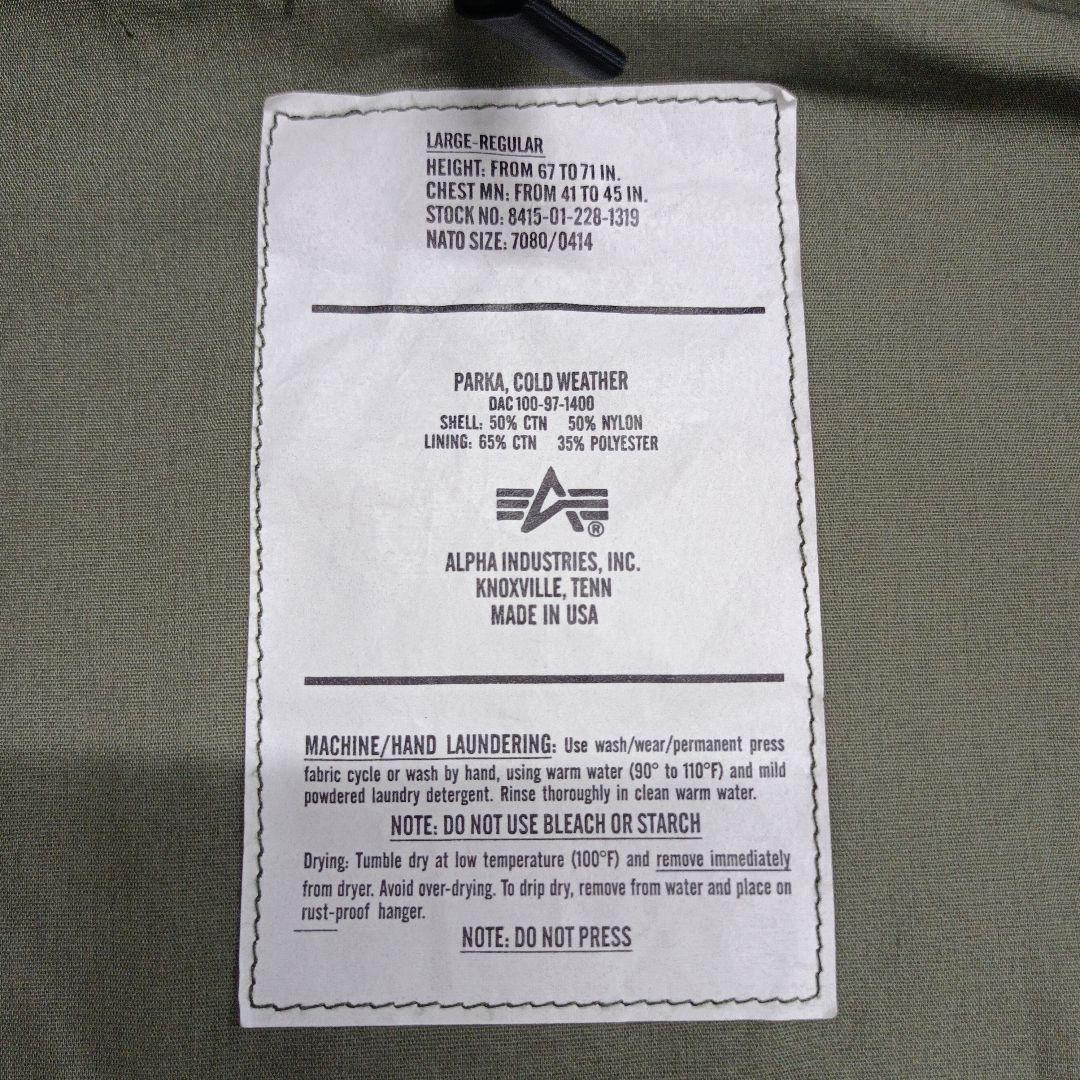 LARGE-REGULAR
HEIGHT: FROM 67 TO 71 IN.
CHEST MN: FROM 41 TO 45 IN.
STOCK NO: 8415-01-228-1319
NATO SIZE: 7080/0414
PARKA, COLD WEATHER
DAC 100-97-1400
SHELL: 50% CTN 50% NYLON
LINING: 65% CTN 35% POLYESTER
®
ALPHA INDUSTRIES, INC.
KNOXVILLE, TENN
MADE IN USA
MACHINE/HAND LAUNDERING: Use wash/wear/permanent press
fabric cycle or wash by hand, using warm water (90° to 110°F) and mild
powdered laundry detergent. Rinse thoroughly in clean warm water.
NOTE: DO NOT USE BLEACH OR STARCH
Drying: Tumble dry at low temperature (100°F) and remove immediately
from dryer. Avoid over-drying. To drip dry, remove from water and place on
rust-proof hanger.
NOTE: DO NOT PRESS